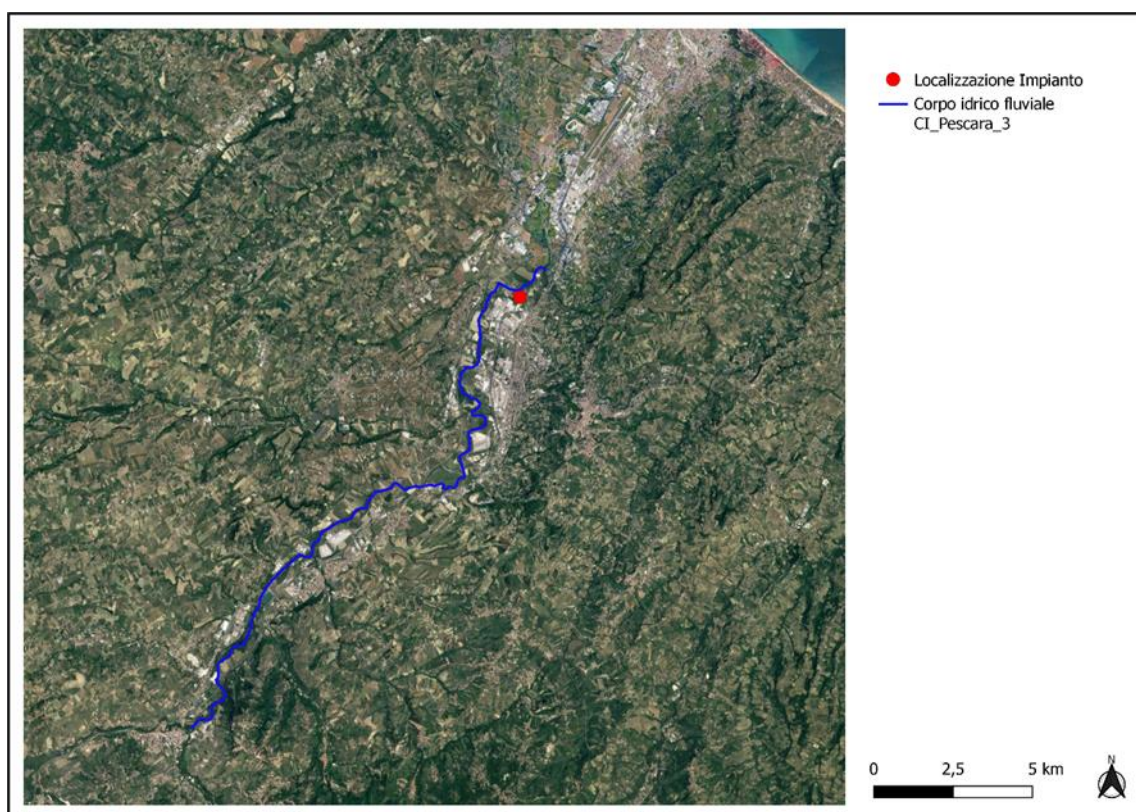 Localizzazione Impianto
Corpo idrico fluviale
CI_Pescara_3
0 2,5 5 km
N